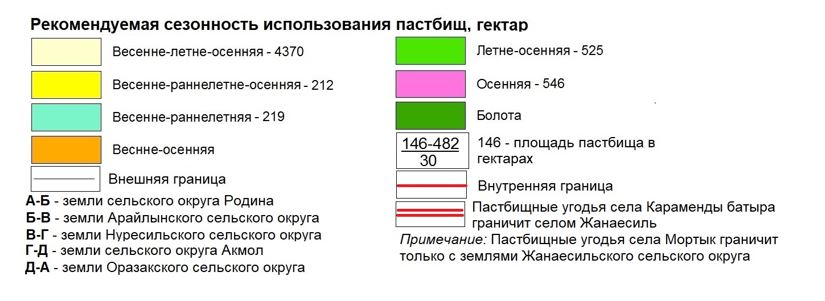 Рекомендуемая сезонность использования пастбищ, гектар
Весенне-летне-осенняя - 4370
Весенне-раннелетне-осенняя - 212
Весенне-раннелетняя - 219
Весние-осенняя
Внешняя граница
А-Б - земли сельского округа Родина
Б-В - земли Арайлынского сельского округа
В-Г- земли Нуресильского сельского округа
Г-Д - земли сельского округа Акмол
Д-А - земли Оразакского сельского округа
Летне-осенняя - 525
Осенняя - 546
Болота
146-482
30
146 - площадь пастбища в
гектарах
Внутренняя граница
Пастбищные угодья села Караменды батыра
граничит селом Жанаесиль
Примечание: Пастбищные угодья села Мортык граничит
только с землями Жанаесильского сельского округа